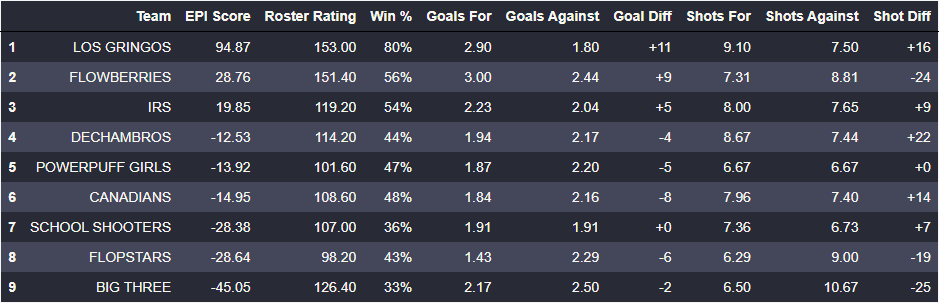 Team EPI Score Roster Rating Win % Goals For Goals Against Goal Diff Shots For Shots Against Shot Diff
1 LOS GRINGOS 94.87 153.00 80% 2.90 1.80 +11 9.10 7.50 +16
2 FLOWBERRIES 28.76 151.40 56% 3.00 2.44 +9 7.31 8.81 -24
3 IRS 19.85 119.20 54% 2.23 2.04 +5 8.00 7.65 +9
4 DECHAMBROS -12.53 114.20 44% 1.94 2.17 -4 8.67 7.44 +22
5 POWERPUFF GIRLS -13.92 101.60 47% 1.87 2.20 -5 6.67 6.67 +0
6 CANADIANS -14.95 108.60 48% 1.84 2.16 -8 7.96 7.40 +14
7 SCHOOL SHOOTERS -28.38 107.00 36% 1.91 1.91 +0 7.36 6.73 +7
8 FLOPSTARS -28.64 98.20 43% 1.43 2.29 -6 6.29 9.00 -19
9 BIG THREE -45.05 126.40 33% 2.17 2.50 -2 6.50 10.67 -25